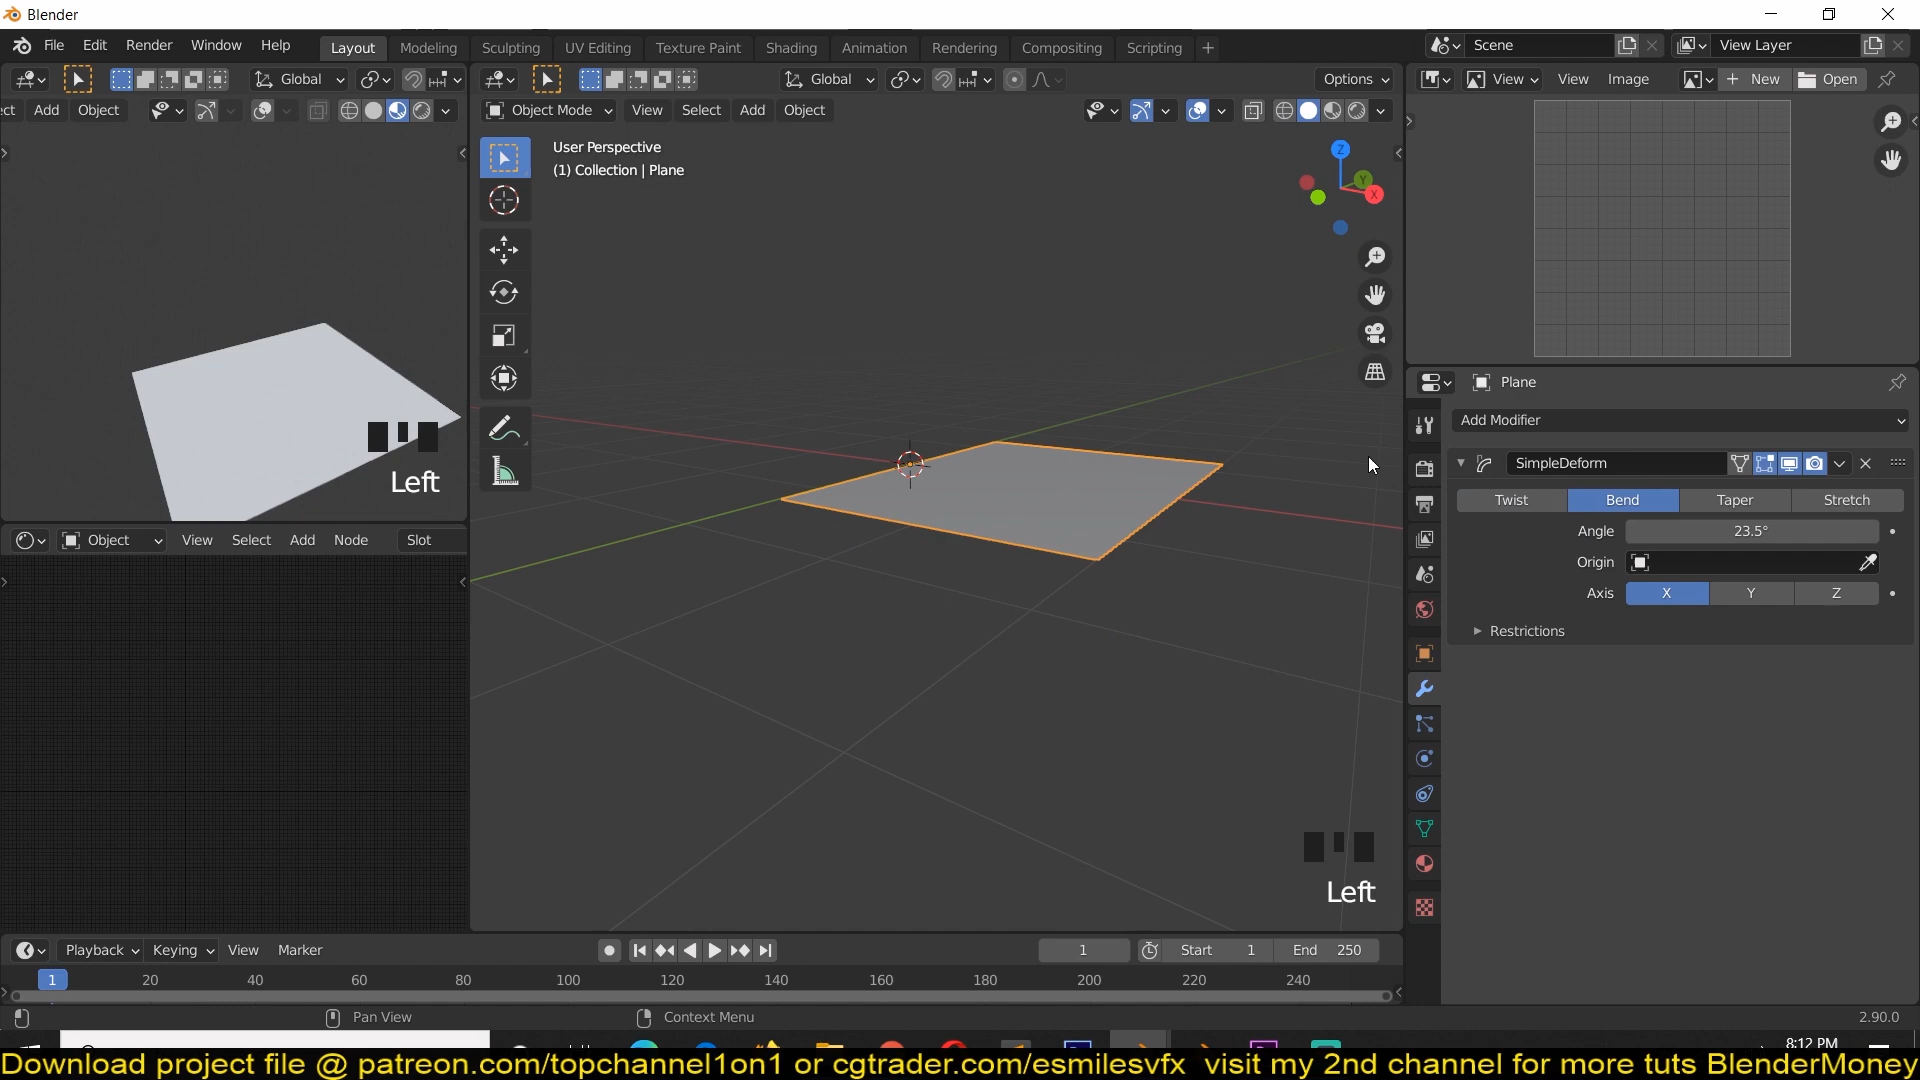 Blender
File Edit Render Window Help Layout Modeling Sculpting UV Editing Texture Paint Shading Animation Rendering Compositing Scripting + Scene View Layer
Global Global Options View View Image New Open
ct Add Object Object Mode View Select Add Object
User Perspective
(1) Collection | Plane
Z
Y
X
Plane
Add Modifier
SimpleDeform
Twist Bend Taper Stretch
Angle 23.5°
Origin
Axis X Y Z
Restrictions
Left
Object View Select Add Node Slot
Left
Playback Keying View Marker 1 Start 1 End 250
1 20 40 60 80 100 120 140 160 180 200 220 240
Pan View Context Menu 2.90.0
8:12 PM
Download project file @ patreon.com/topchannel1on1 or cgtrader.com/esmilesvfx visit my 2nd channel for more tuts BlenderMoney